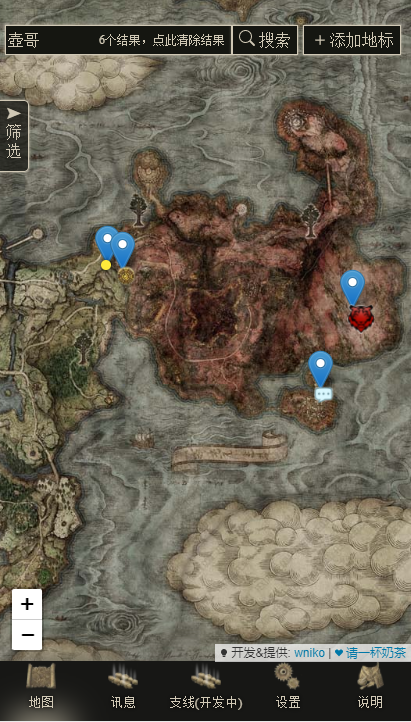 壶哥 6个结果，点此清除结果 搜索 + 添加地标
筛
选
+
−
开发&提供: wniko | 请一杯奶茶
地图 讯息 支线(开发中) 设置 说明